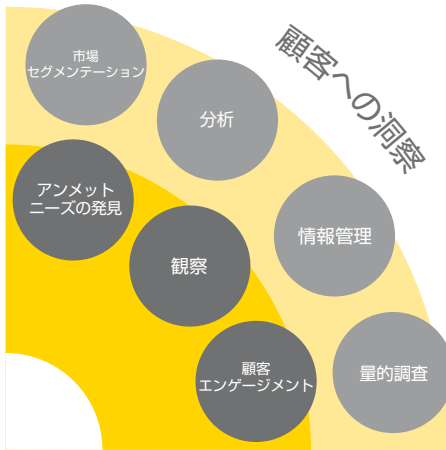 顧客への洞察
市場
セグメンテーション
分析
情報管理
量的調査
アンメット
ニーズの発見
観察
顧客
エンゲージメント